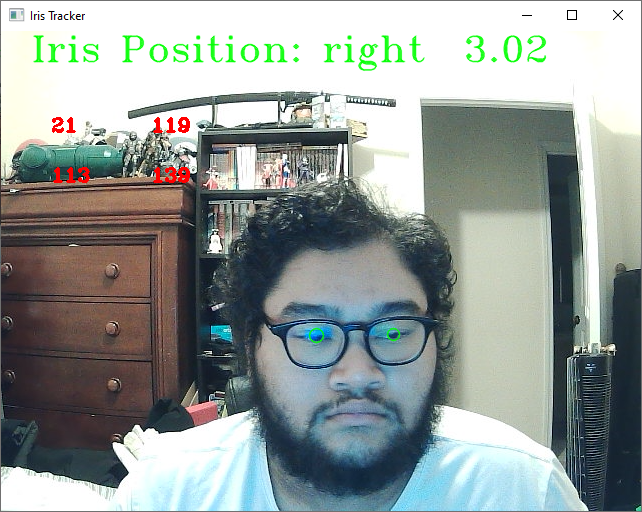 Iris Tracker
Iris Position: right 3.02
21 119
113 139